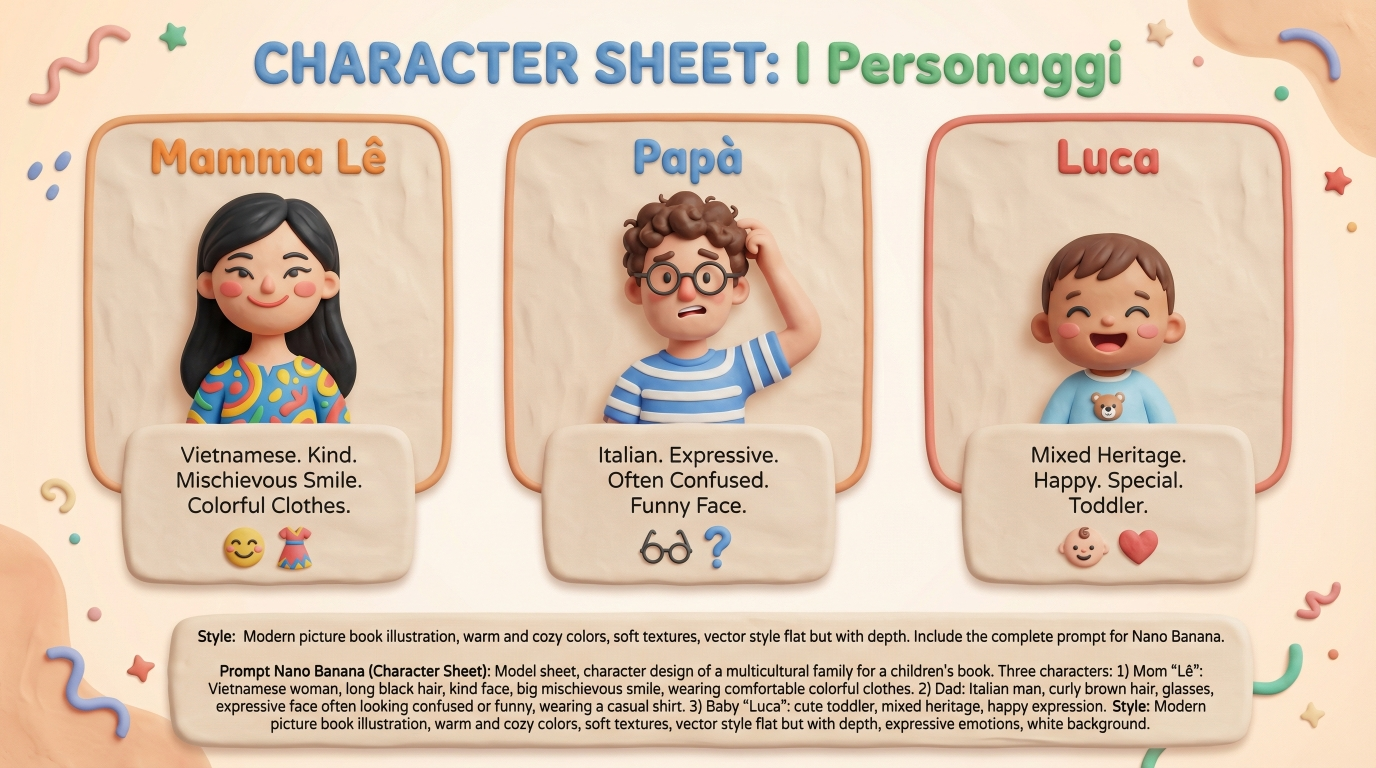 CHARACTER SHEET: I Personaggi
Mamma Lê
Vietnamese. Kind.
Mischievous Smile.
Colorful Clothes.
Papà
Italian. Expressive.
Often Confused.
Funny Face.
?
Luca
Mixed Heritage.
Happy. Special.
Toddler.
Style: Modern picture book illustration, warm and cozy colors, soft textures, vector style flat but with depth. Include the complete prompt for Nano Banana.
Prompt Nano Banana (Character Sheet): Model sheet, character design of a multicultural family for a children's book. Three characters: 1) Mom “Lê”:
Vietnamese woman, long black hair, kind face, big mischievous smile, wearing comfortable colorful clothes. 2) Dad: Italian man, curly brown hair, glasses,
expressive face often looking confused or funny, wearing a casual shirt. 3) Baby “Luca”: cute toddler, mixed heritage, happy expression. Style: Modern
picture book illustration, warm and cozy colors, soft textures, vector style flat but with depth, expressive emotions, white background.